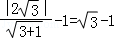 |2√3| / √(3+1) - 1 = √3 - 1